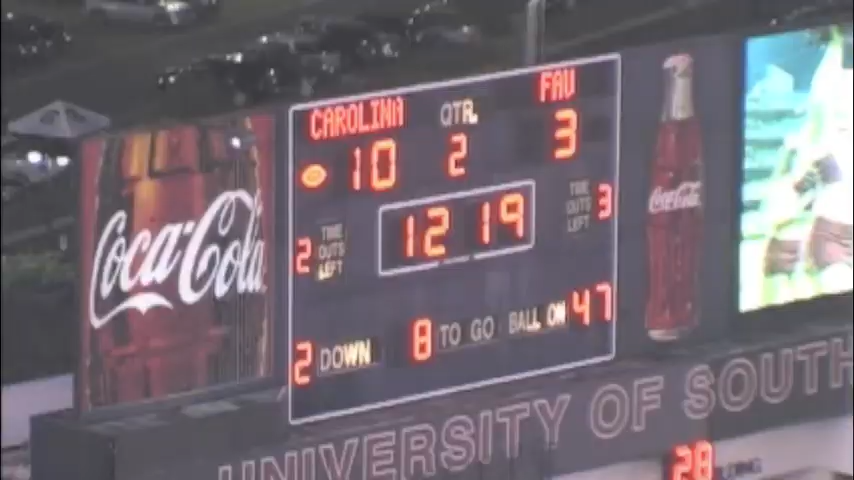 CAROLINA QTR. FAU
10 2 3
12 19
2 TIME OUTS LEFT
TIME OUTS LEFT 3
2 DOWN 8 TO GO BALL ON 47
Coca-Cola
Coca-Cola
UNIVERSITY OF SOUTH
28